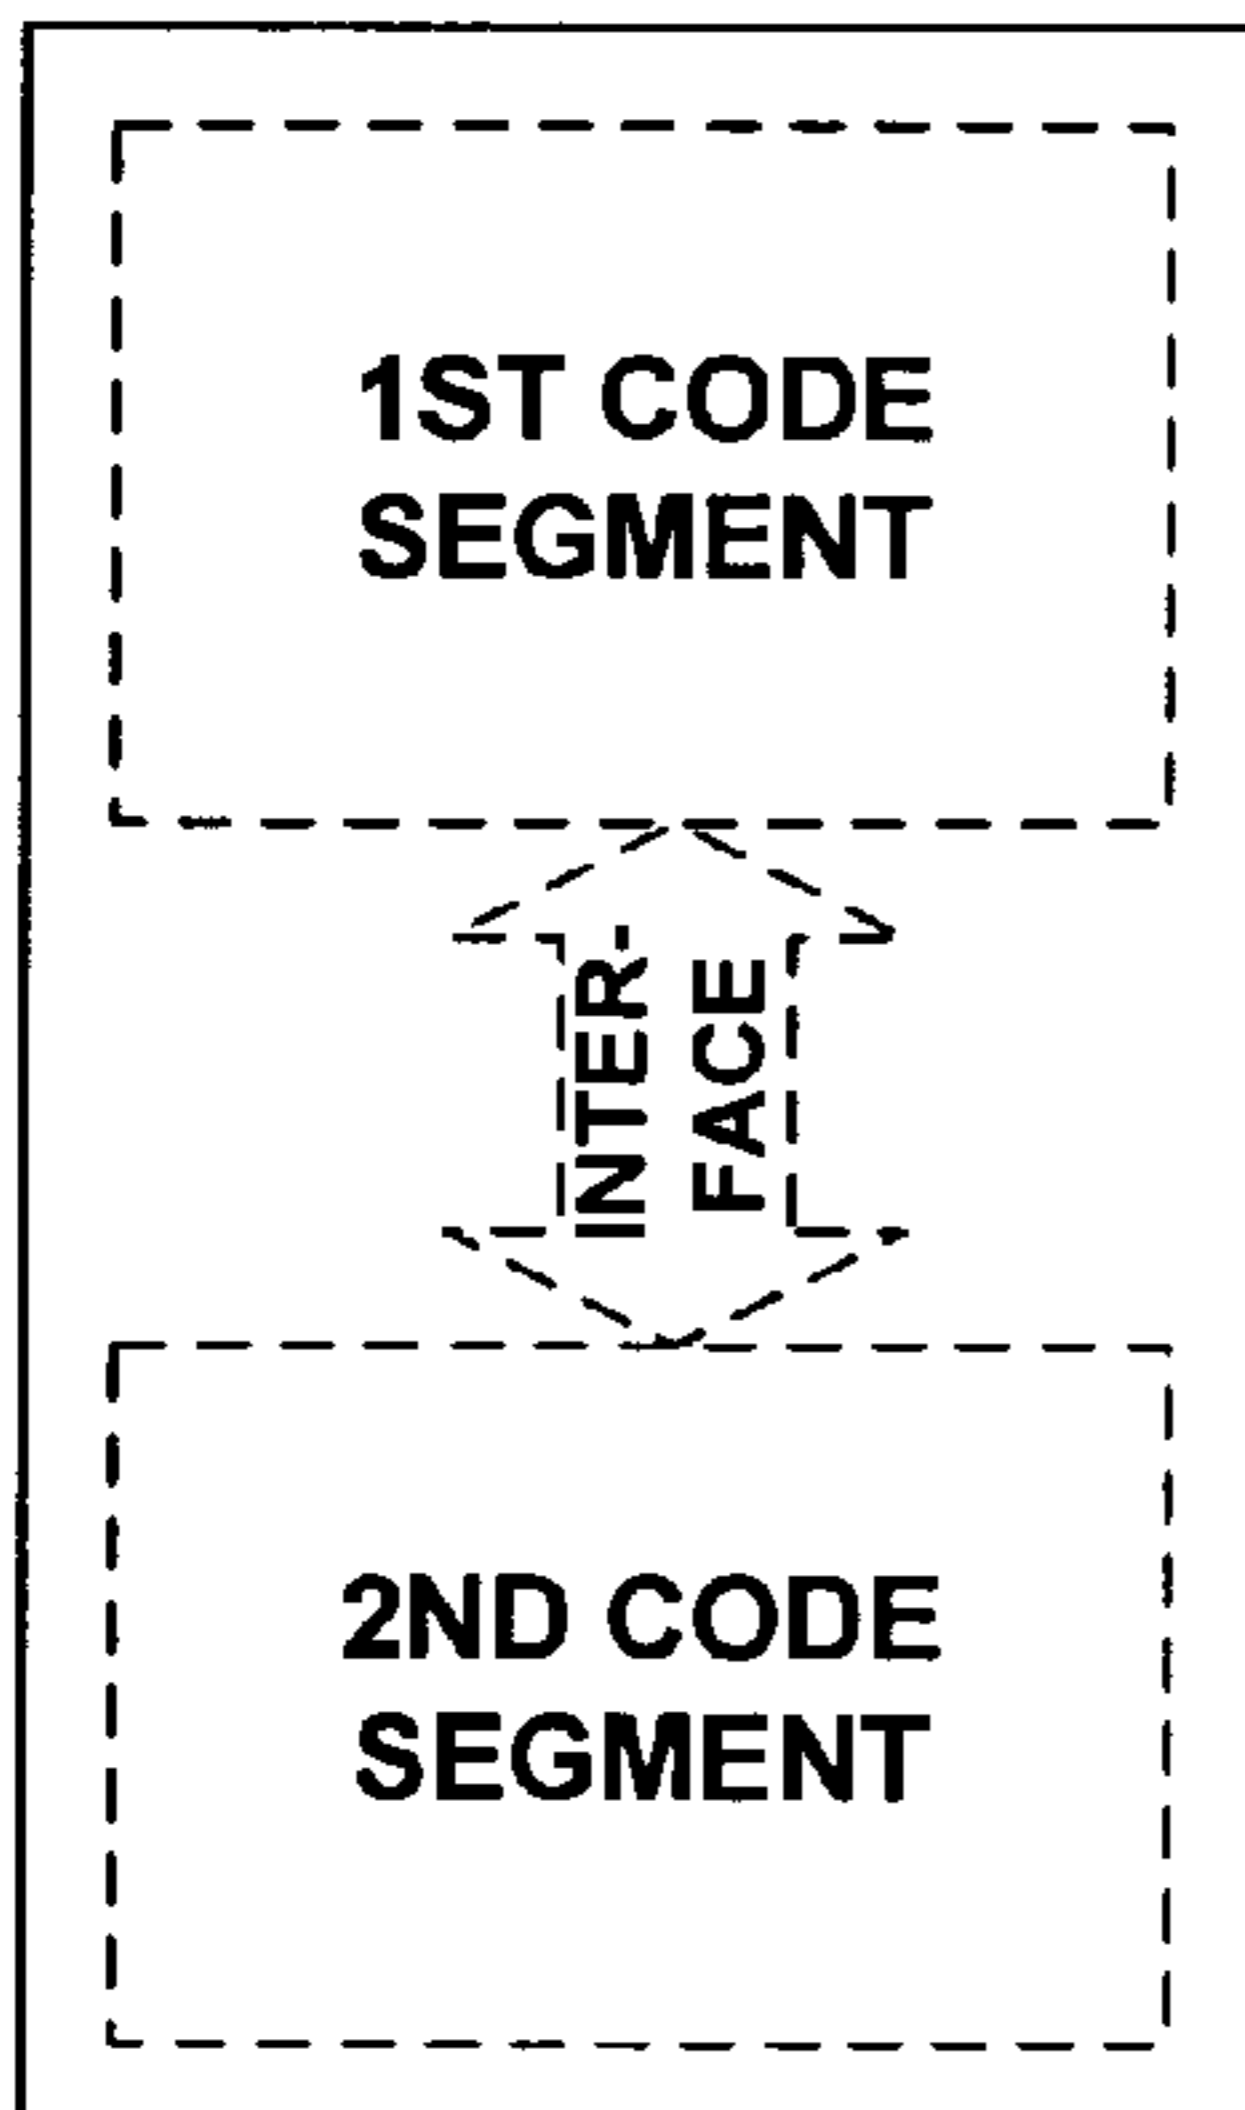 1ST CODE
SEGMENT
INTER-
FACE
2ND CODE
SEGMENT